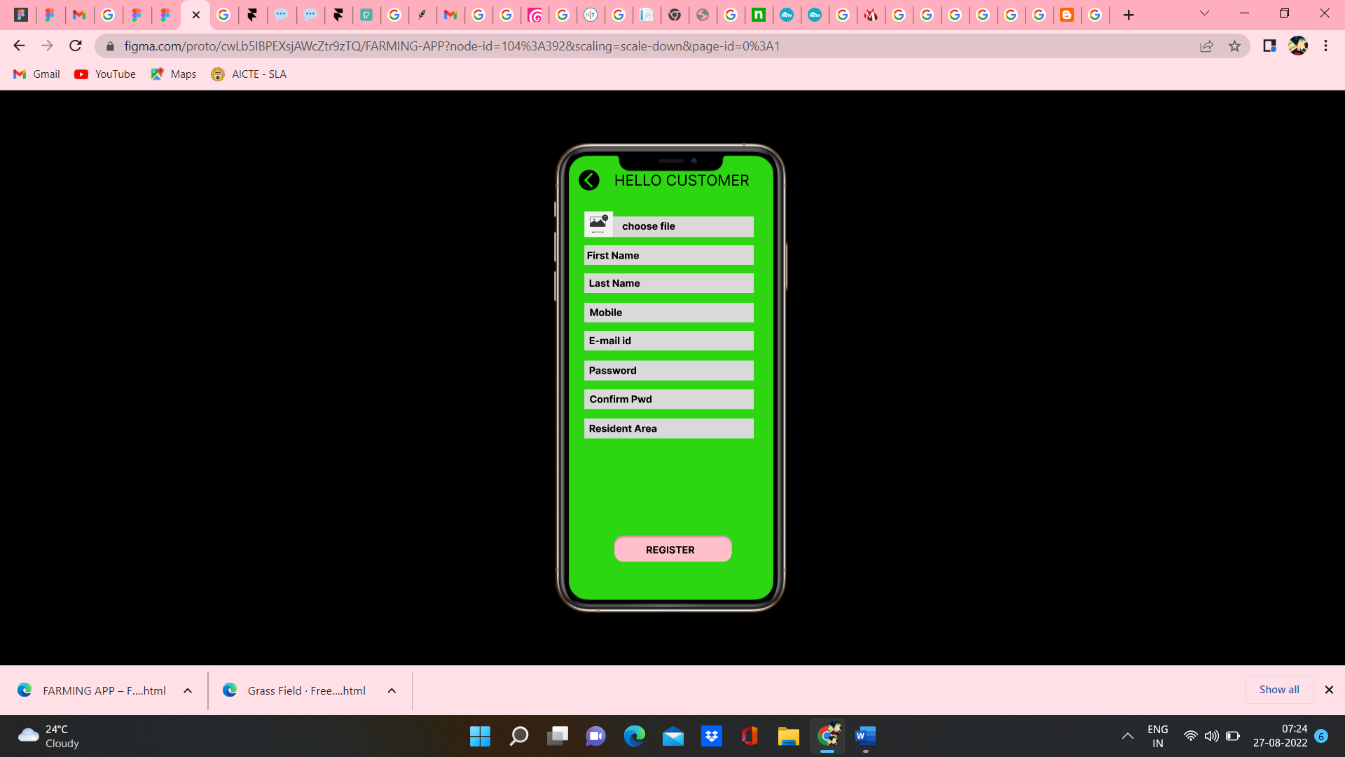 figma.com/proto/cwLb5IBPEXsjAWcZtr9zTQ/FARMING-APP?node-id=104%3A392&scaling=scale-down&page-id=0%3A1
Gmail YouTube Maps AICTE - SLA
HELLO CUSTOMER
choose file
First Name
Last Name
Mobile
E-mail id
Password
Confirm Pwd
Resident Area
REGISTER
FARMING APP – F....html Grass Field · Free....html Show all
24°C
Cloudy
ENG
IN
07:24
27-08-2022
6